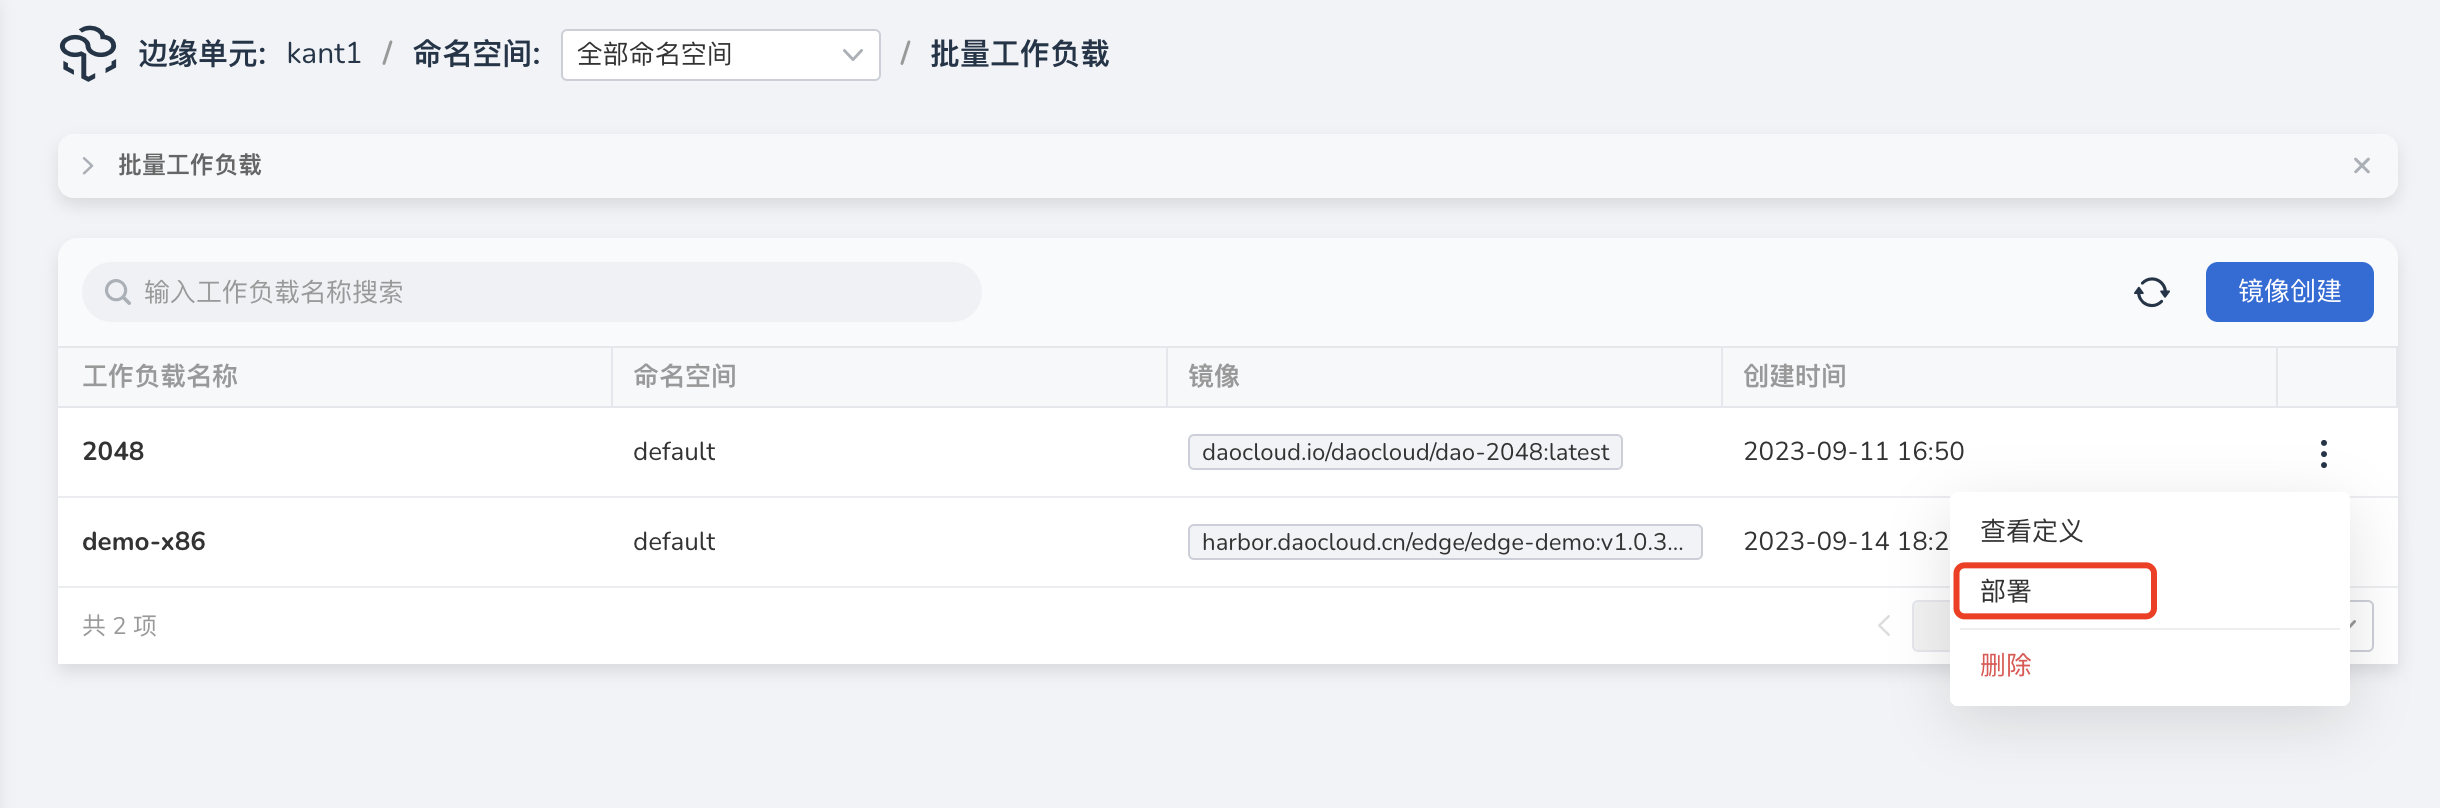 边缘单元: kant1 / 命名空间: 全部命名空间 / 批量工作负载
批量工作负载
输入工作负载名称搜索
镜像创建
工作负载名称 命名空间 镜像 创建时间
2048 default daocloud.io/daocloud/dao-2048:latest 2023-09-11 16:50
demo-x86 default harbor.daocloud.cn/edge/edge-demo:v1.0.3... 2023-09-14 18:2
查看定义
部署
删除
共 2 项